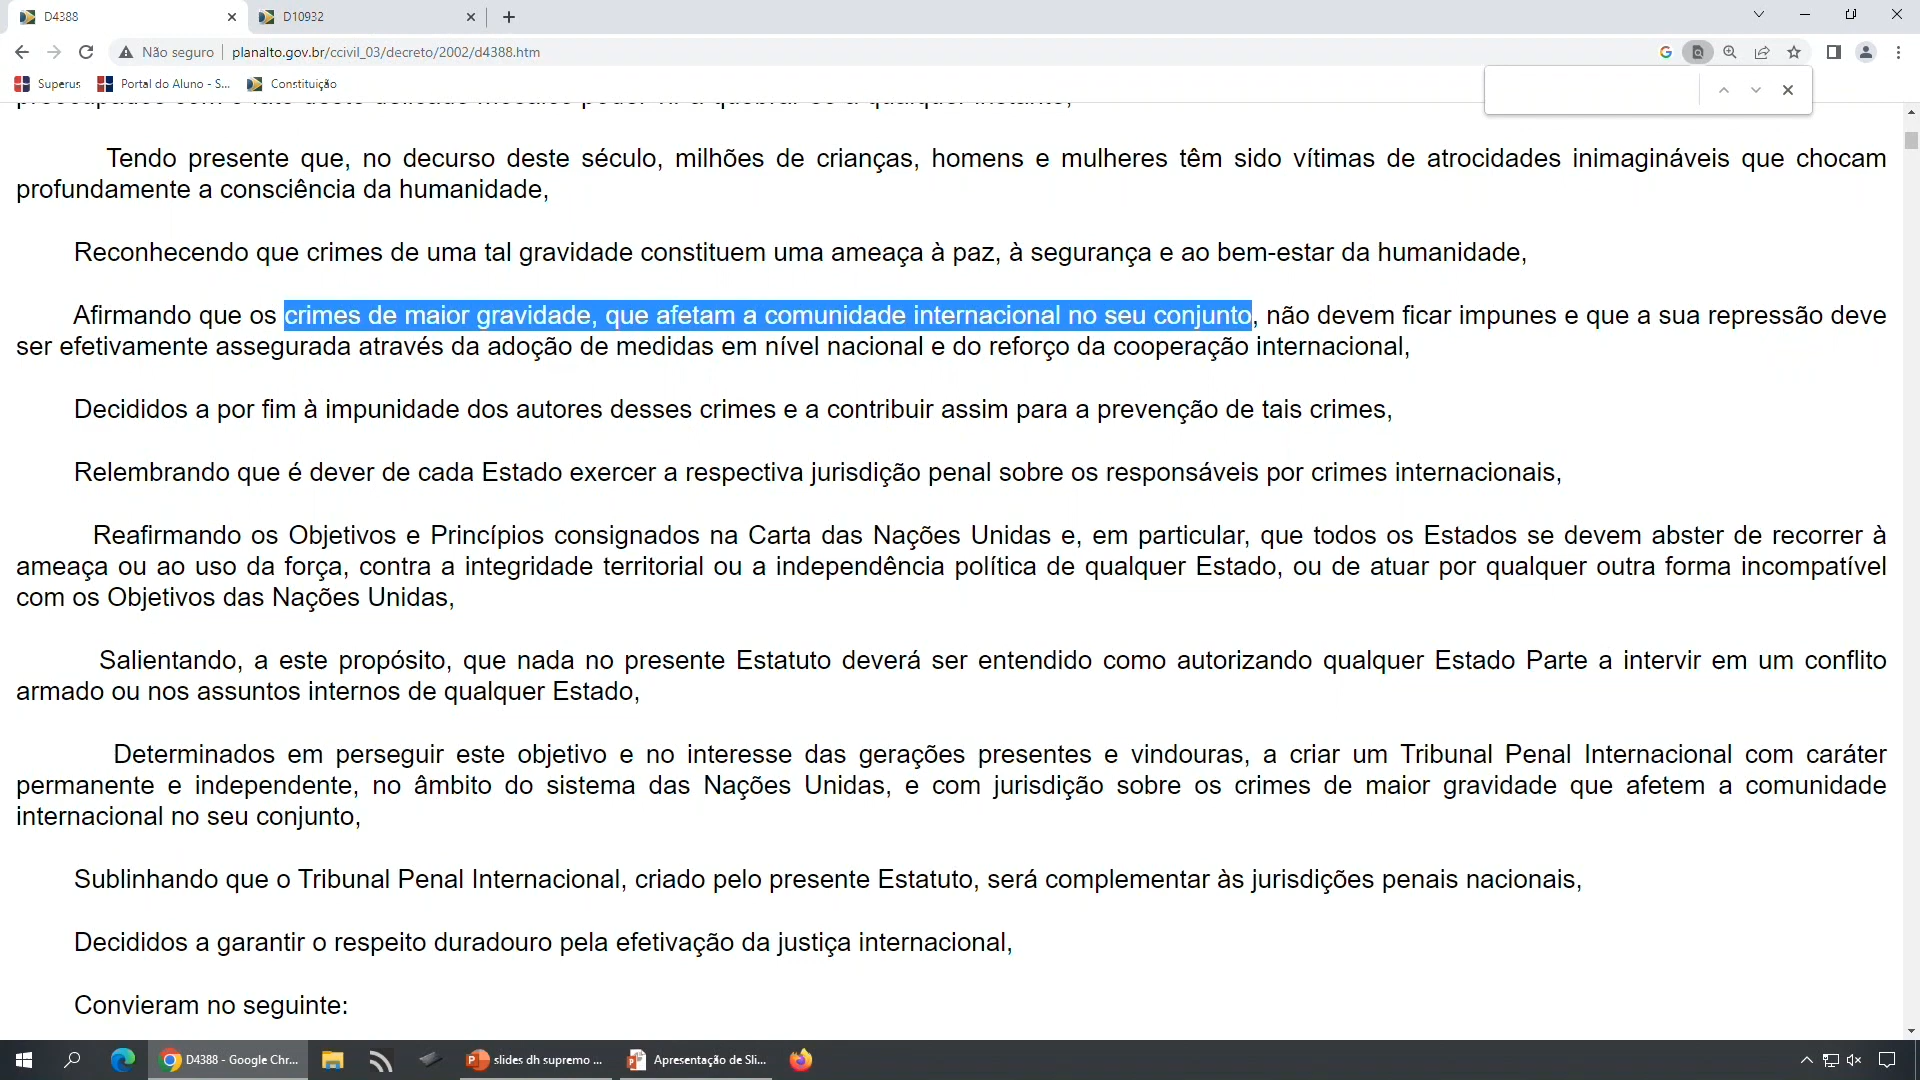 D4388
D10932
Não seguro
planalto.gov.br/ccivil_03/decreto/2002/d4388.htm
Superus
Portal do Aluno - S...
Constituição
preocupados com o fato deste delicado mosaico poder vir a quebrar-se a qualquer instante,
Tendo presente que, no decurso deste século, milhões de crianças, homens e mulheres têm sido vítimas de atrocidades inimagináveis que chocam
profundamente a consciência da humanidade,
Reconhecendo que crimes de uma tal gravidade constituem uma ameaça à paz, à segurança e ao bem-estar da humanidade,
Afirmando que os crimes de maior gravidade, que afetam a comunidade internacional no seu conjunto, não devem ficar impunes e que a sua repressão deve
ser efetivamente assegurada através da adoção de medidas em nível nacional e do reforço da cooperação internacional,
Decididos a por fim à impunidade dos autores desses crimes e a contribuir assim para a prevenção de tais crimes,
Relembrando que é dever de cada Estado exercer a respectiva jurisdição penal sobre os responsáveis por crimes internacionais,
Reafirmando os Objetivos e Princípios consignados na Carta das Nações Unidas e, em particular, que todos os Estados se devem abster de recorrer à
ameaça ou ao uso da força, contra a integridade territorial ou a independência política de qualquer Estado, ou de atuar por qualquer outra forma incompatível
com os Objetivos das Nações Unidas,
Salientando, a este propósito, que nada no presente Estatuto deverá ser entendido como autorizando qualquer Estado Parte a intervir em um conflito
armado ou nos assuntos internos de qualquer Estado,
Determinados em perseguir este objetivo e no interesse das gerações presentes e vindouras, a criar um Tribunal Penal Internacional com caráter
permanente e independente, no âmbito do sistema das Nações Unidas, e com jurisdição sobre os crimes de maior gravidade que afetem a comunidade
internacional no seu conjunto,
Sublinhando que o Tribunal Penal Internacional, criado pelo presente Estatuto, será complementar às jurisdições penais nacionais,
Decididos a garantir o respeito duradouro pela efetivação da justiça internacional,
Convieram no seguinte:
D4388 - Google Chr...
slides dh supremo ...
Apresentação de Sli...